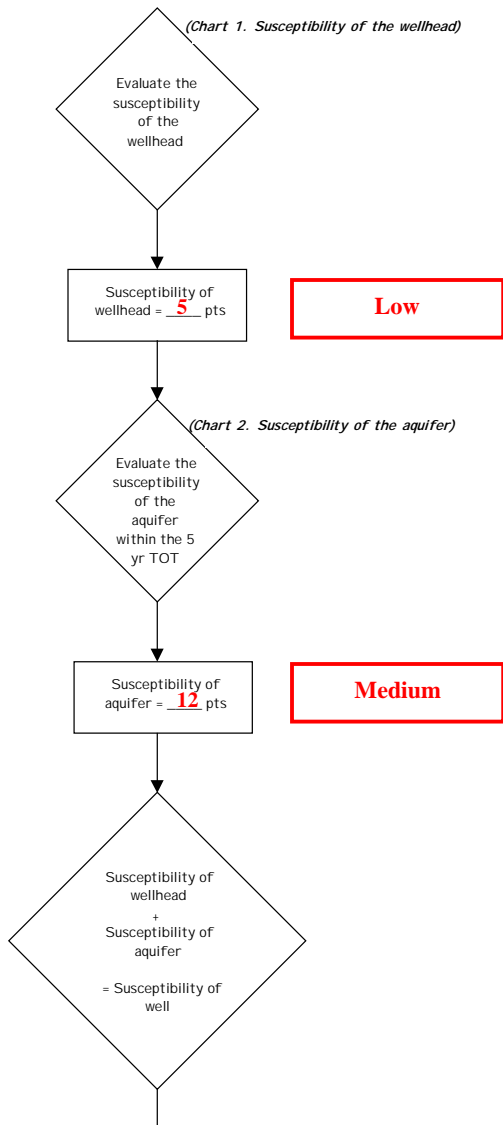 (Chart 1. Susceptibility of the wellhead)
Evaluate the
susceptibility
of the
wellhead
Susceptibility of
wellhead = __5__ pts
Low
(Chart 2. Susceptibility of the aquifer)
Evaluate the
susceptibility
of the
aquifer
within the 5
yr TOT
Susceptibility of
aquifer = __12__ pts
Medium
Susceptibility of
wellhead
+
Susceptibility of
aquifer
= Susceptibility of
well